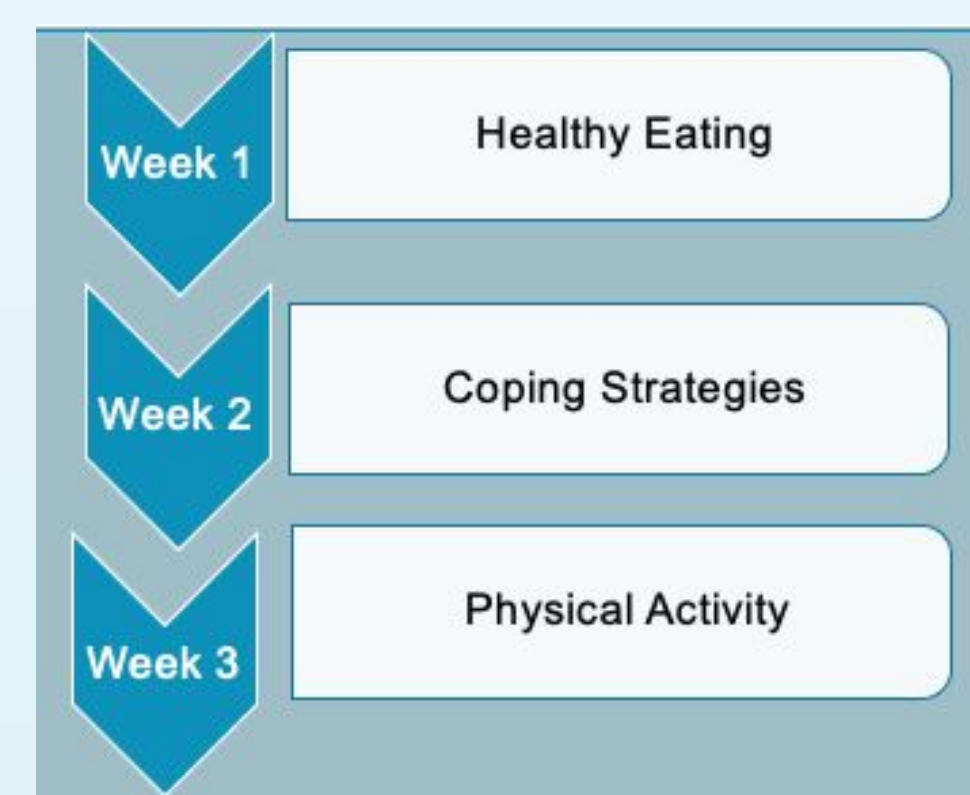 Week 1
Healthy Eating
Week 2
Coping Strategies
Week 3
Physical Activity